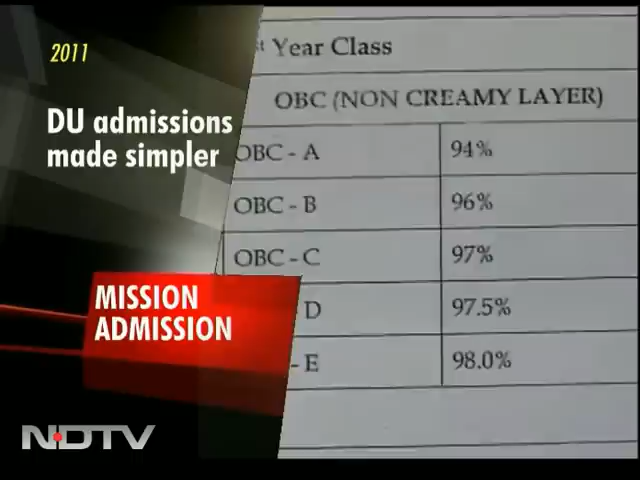 2011
DU admissions
made simpler
MISSION
ADMISSION
NDTV
st Year Class
OBC (NON CREAMY LAYER)
OBC - A 94%
OBC - B 96%
OBC - C 97%
D 97.5%
- E 98.0%